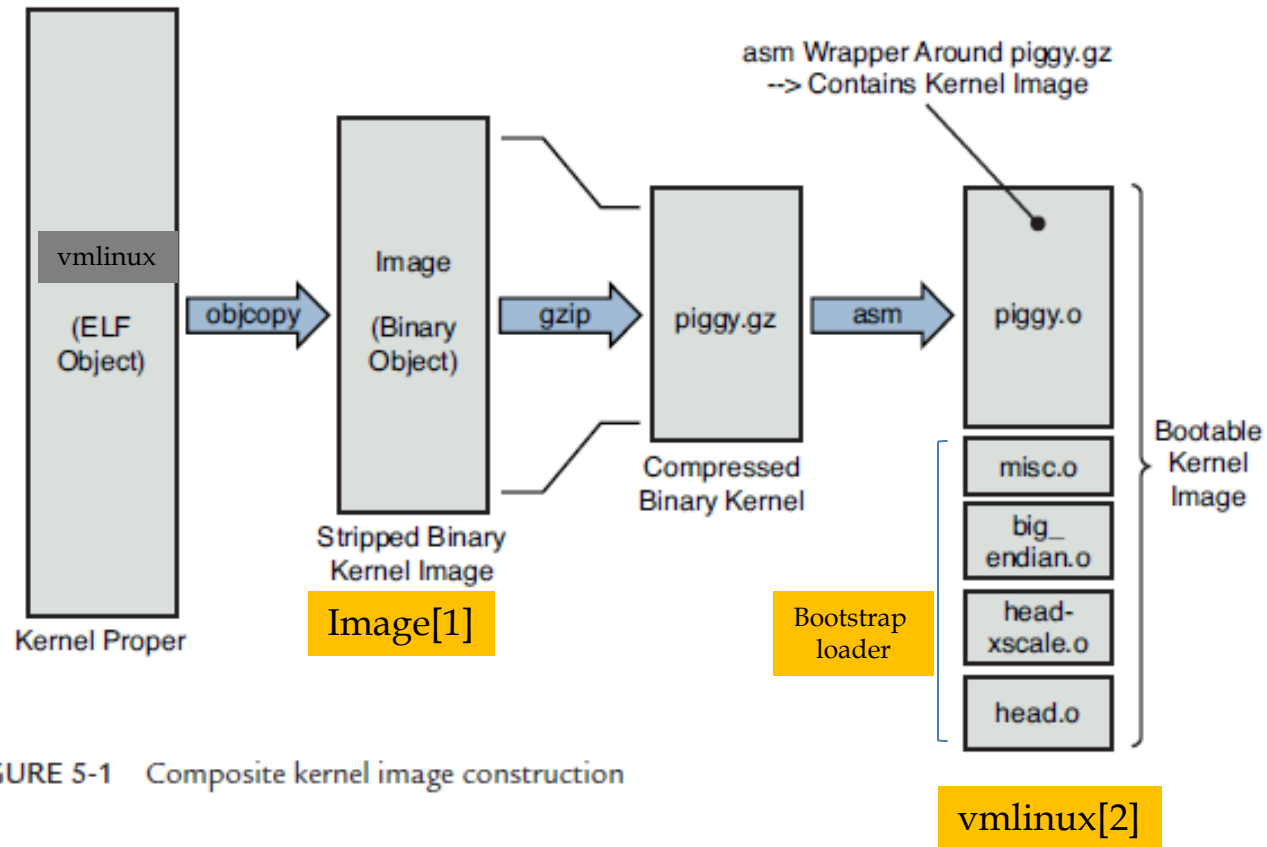 vmlinux
(ELF
Object)
Kernel Proper
objcopy
Image
(Binary
Object)
Stripped Binary
Kernel Image
Image[1]
gzip
piggy.gz
Compressed
Binary Kernel
asm
asm Wrapper Around piggy.gz
--> Contains Kernel Image
piggy.o
misc.o
big_
endian.o
head-
xscale.o
head.o
Bootable
Kernel
Image
Bootstrap
loader
GURE 5-1 Composite kernel image construction
vmlinux[2]